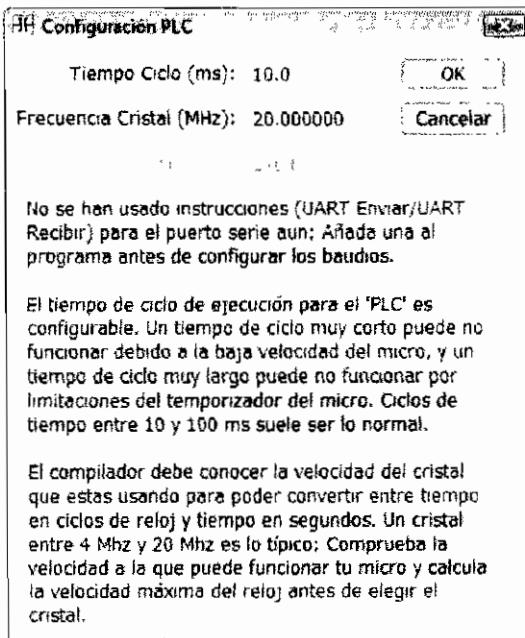 Configuración PLC
Tiempo Ciclo (ms): 10.0 OK
Frecuencia Cristal (MHz): 20.000000 Cancelar
No se han usado instrucciones (UART Enviar/UART
Recibir) para el puerto serie aun; Añada una al
programa antes de configurar los baudios.
El tiempo de ciclo de ejecución para el 'PLC' es
configurable. Un tiempo de ciclo muy corto puede no
funcionar debido a la baja velocidad del micro, y un
tiempo de ciclo muy largo puede no funcionar por
limitaciones del temporizador del micro. Ciclos de
tiempo entre 10 y 100 ms suele ser lo normal.
El compilador debe conocer la velocidad del cristal
que estas usando para poder convertir entre tiempo
en ciclos de reloj y tiempo en segundos. Un cristal
entre 4 Mhz y 20 Mhz es lo típico; Comprueba la
velocidad a la que puede funcionar tu micro y calcula
la velocidad máxima del reloj antes de elegir el
cristal.